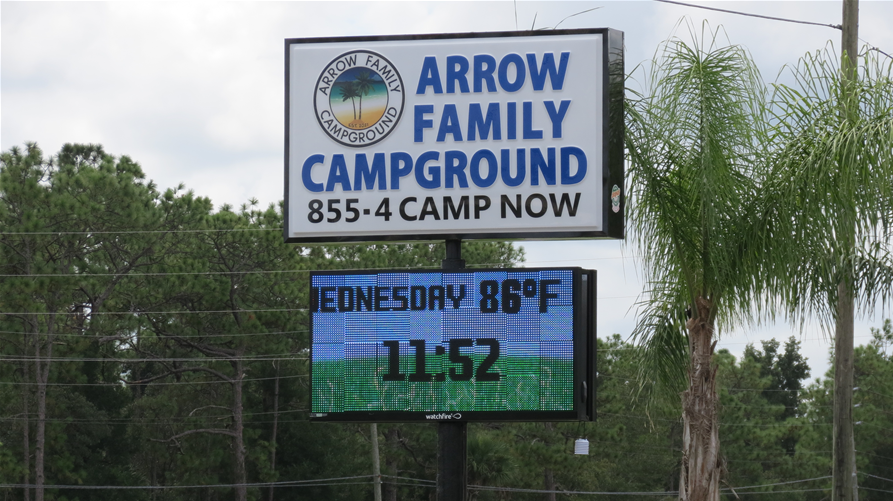 ARROW FAMILY
CAMPGROUND
ARROW
FAMILY
CAMPGROUND
855-4 CAMP NOW
WEDNESDAY 86°F
11:52
watchfire